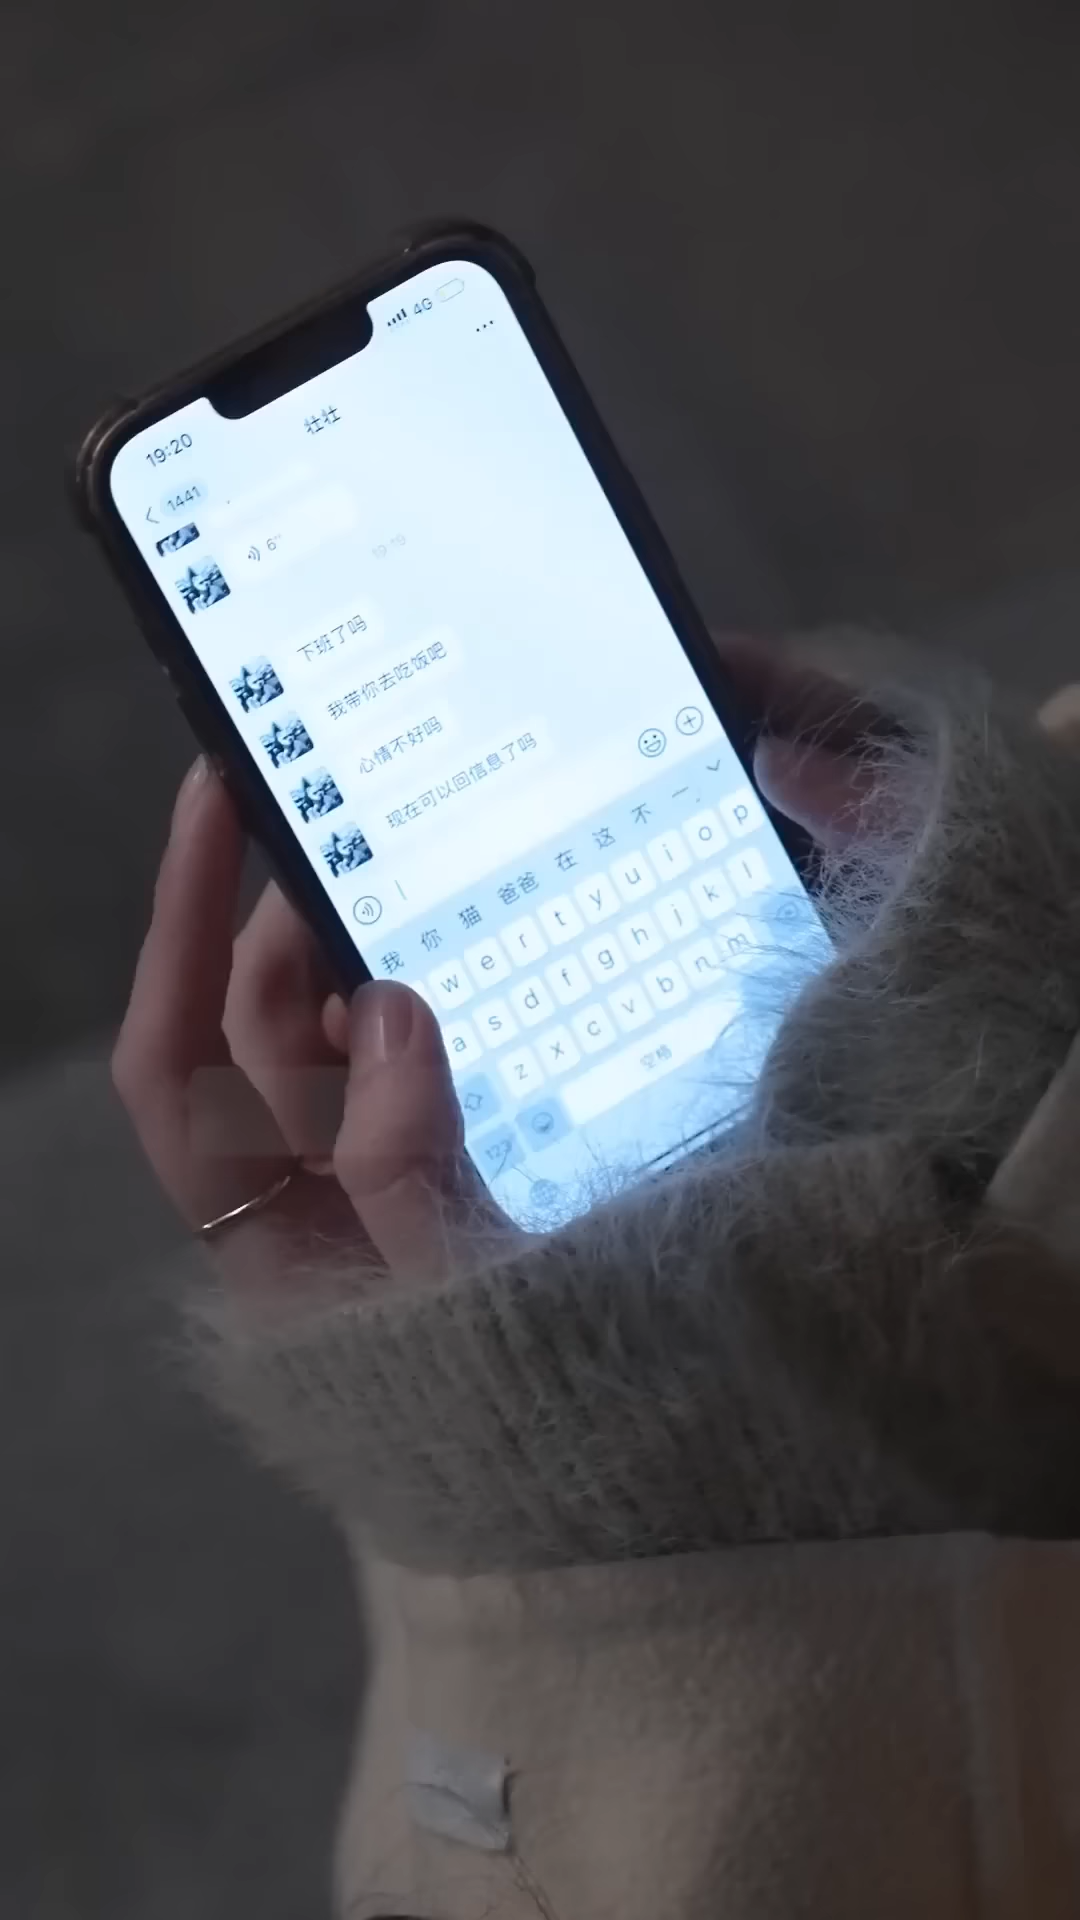 19:20
4G
1441
壮壮
6"
19:19
下班了吗
我带你去吃饭吧
心情不好吗
现在可以回信息了吗
我 你 猫 爸爸 在 这 不 一
w e r t y u i o p
a s d f g h j k l
z x c v b n m
123 空格